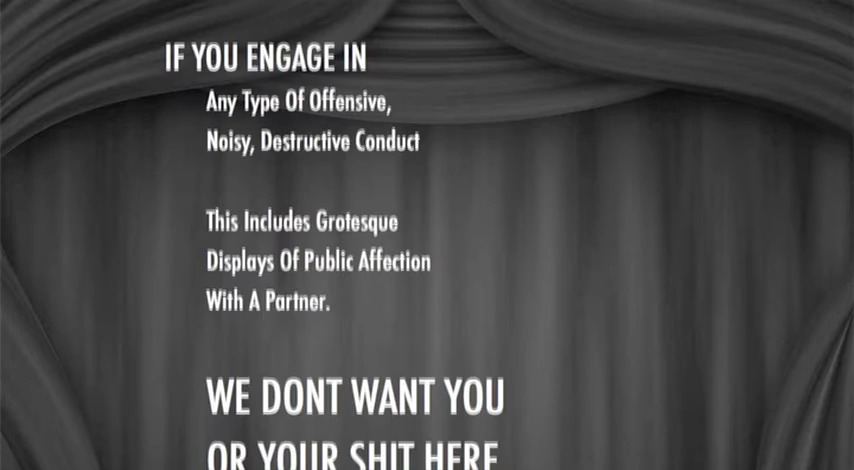 IF YOU ENGAGE IN
Any Type Of Offensive,
Noisy, Destructive Conduct
This Includes Grotesque
Displays Of Public Affection
With A Partner.
WE DONT WANT YOU
OR YOUR SHIT HERE